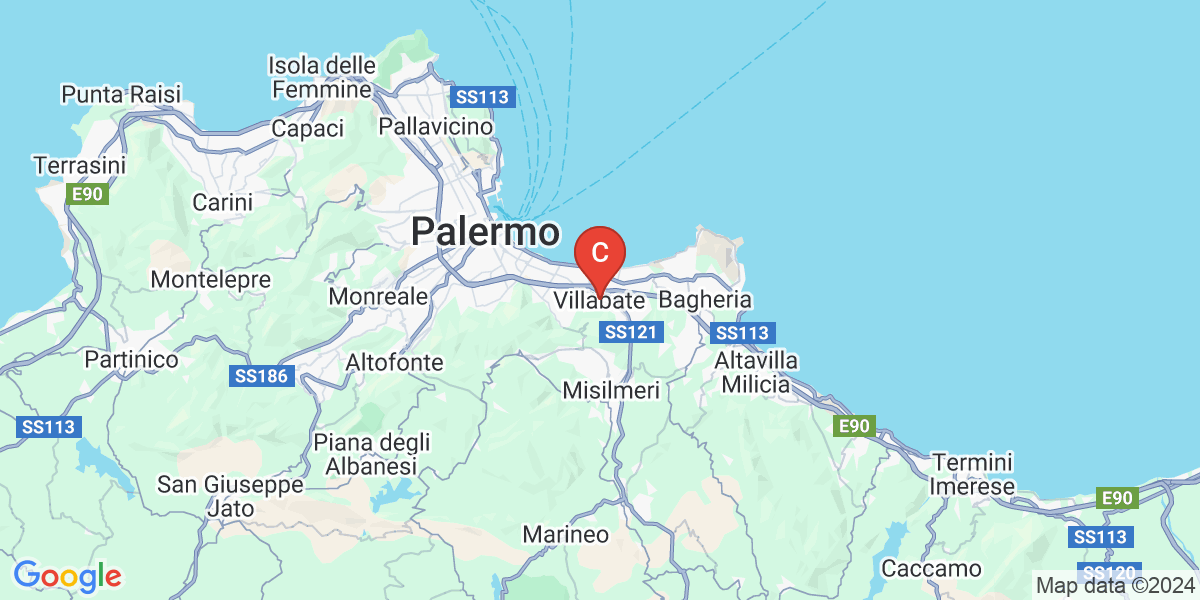 Isola delle
Femmine
Punta Raisi
SS113
Capaci
Pallavicino
Terrasini
E90
Carini
Palermo
C
Montelepre
Monreale
Villabate
Bagheria
SS121
SS113
Partinico
Altofonte
Altavilla
Milicia
SS186
Misilmeri
SS113
E90
Piana degli
Albanesi
Termini
Imerese
San Giuseppe
Jato
E90
Marineo
SS113
Caccamo
SS120
Google
Map data ©2024